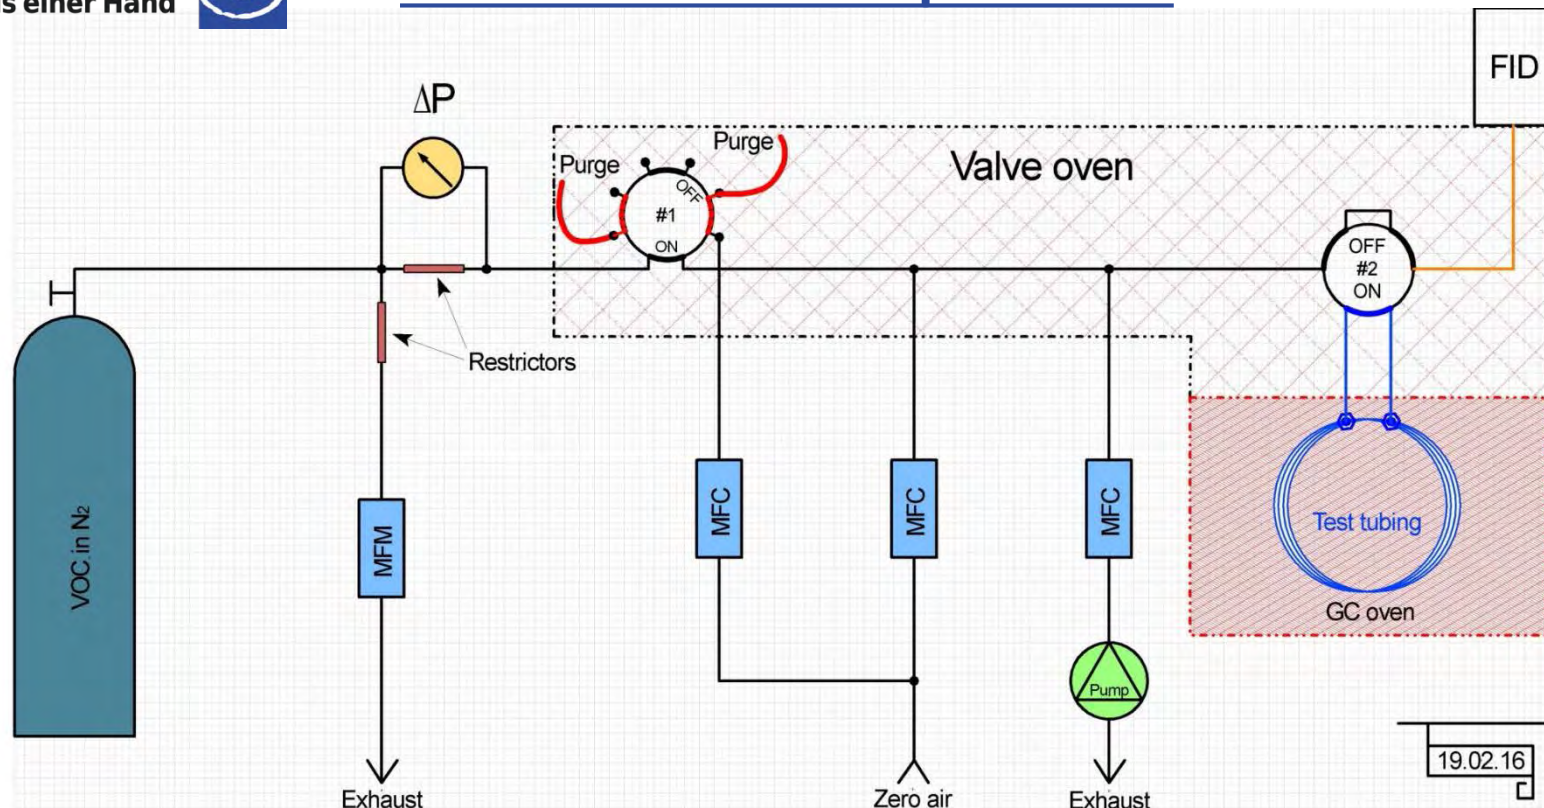 s einer Hand
FID
ΔP
Purge
Purge
Valve oven
OFF
#1
ON
OFF
#2
ON
Restrictors
VOC in N2
MFM
MFC
MFC
MFC
Test tubing
GC oven
Pump
19.02.16
Exhaust
Zero air
Exhaust